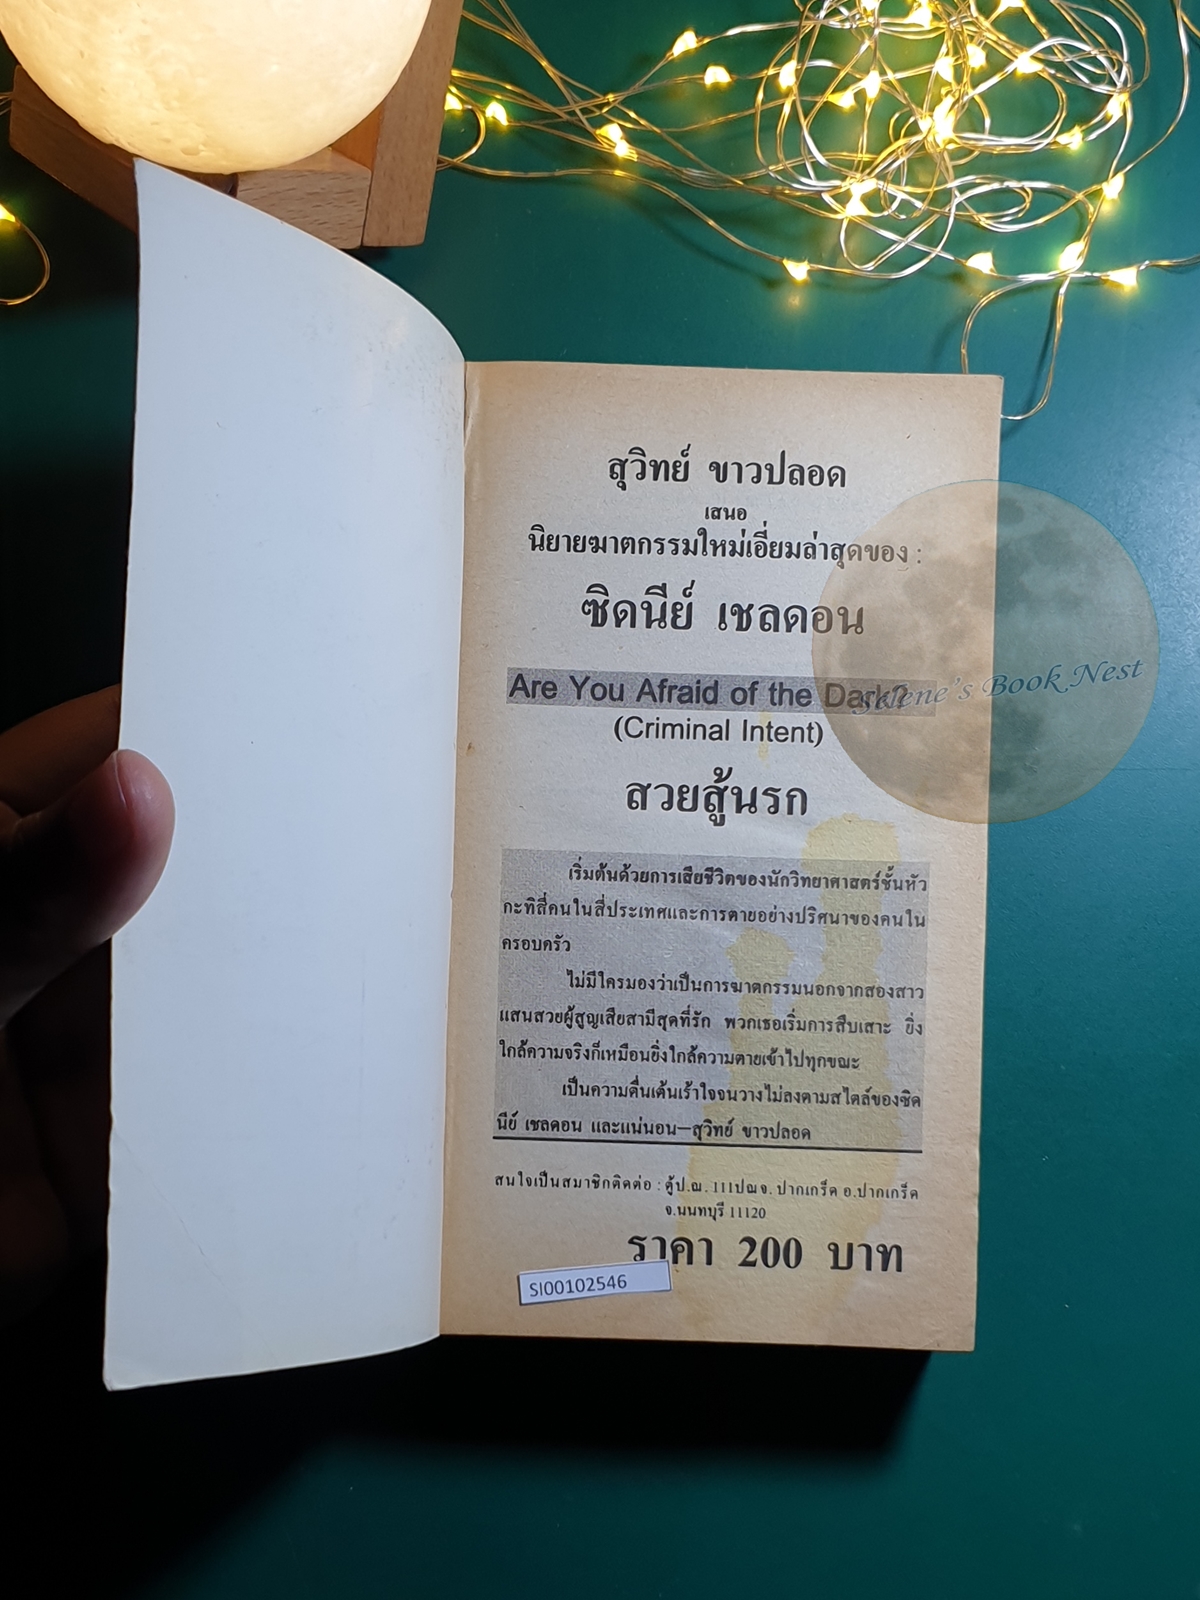 สุวิทย์ ขาวปลอด
เสนอ
นิยายฆาตกรรมใหม่เอี่ยมล่าสุดของ :
ซิดนีย์ เชลดอน
Are You Afraid of the Dark?
Selene's Book Nest
(Criminal Intent)
สวยสู้นรก
เริ่มต้นด้วยการเสียชีวิตของนักวิทยาศาสตร์ชั้นหัว
กะทิสี่คนในสี่ประเทศและการตายอย่างปริศนาของคนใน
ครอบครัว
ไม่มีใครมองว่าเป็นการฆาตกรรมนอกจากสองสาว
แสนสวยผู้สูญเสียสามีสุดที่รัก พวกเธอเริ่มการสืบเสาะ ยิ่ง
ใกล้ความจริงก็เหมือนยิ่งใกล้ความตายเข้าไปทุกขณะ
เป็นความตื่นเต้นเร้าใจจนวางไม่ลงตามสไตล์ของซิด
นีย์ เชลดอน และแน่นอน—สุวิทย์ ขาวปลอด
สนใจเป็นสมาชิกติดต่อ : ตู้ป.ณ. 111ปณจ. ปากเกร็ด อ.ปากเกร็ด
จ.นนทบุรี 11120
ราคา 200 บาท
SI00102546